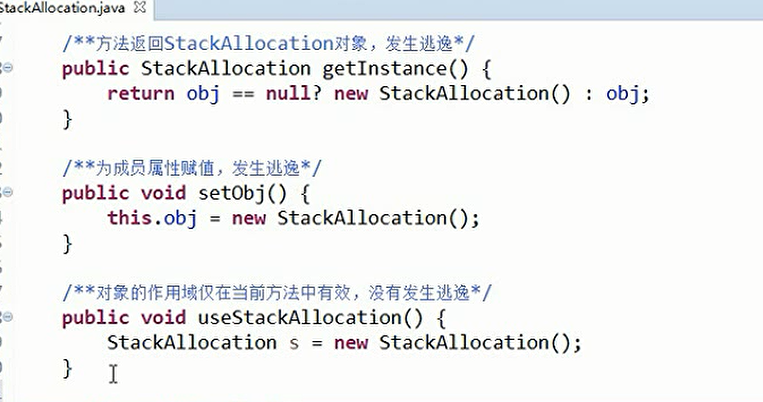 StackAllocation.java
/**方法返回StackAllocation对象，发生逃逸*/
public StackAllocation getInstance() {
return obj == null? new StackAllocation() : obj;
}
/**为成员属性赋值，发生逃逸*/
public void setObj() {
this.obj = new StackAllocation();
}
/**对象的作用域仅在当前方法中有效，没有发生逃逸*/
public void useStackAllocation() {
StackAllocation s = new StackAllocation();
}